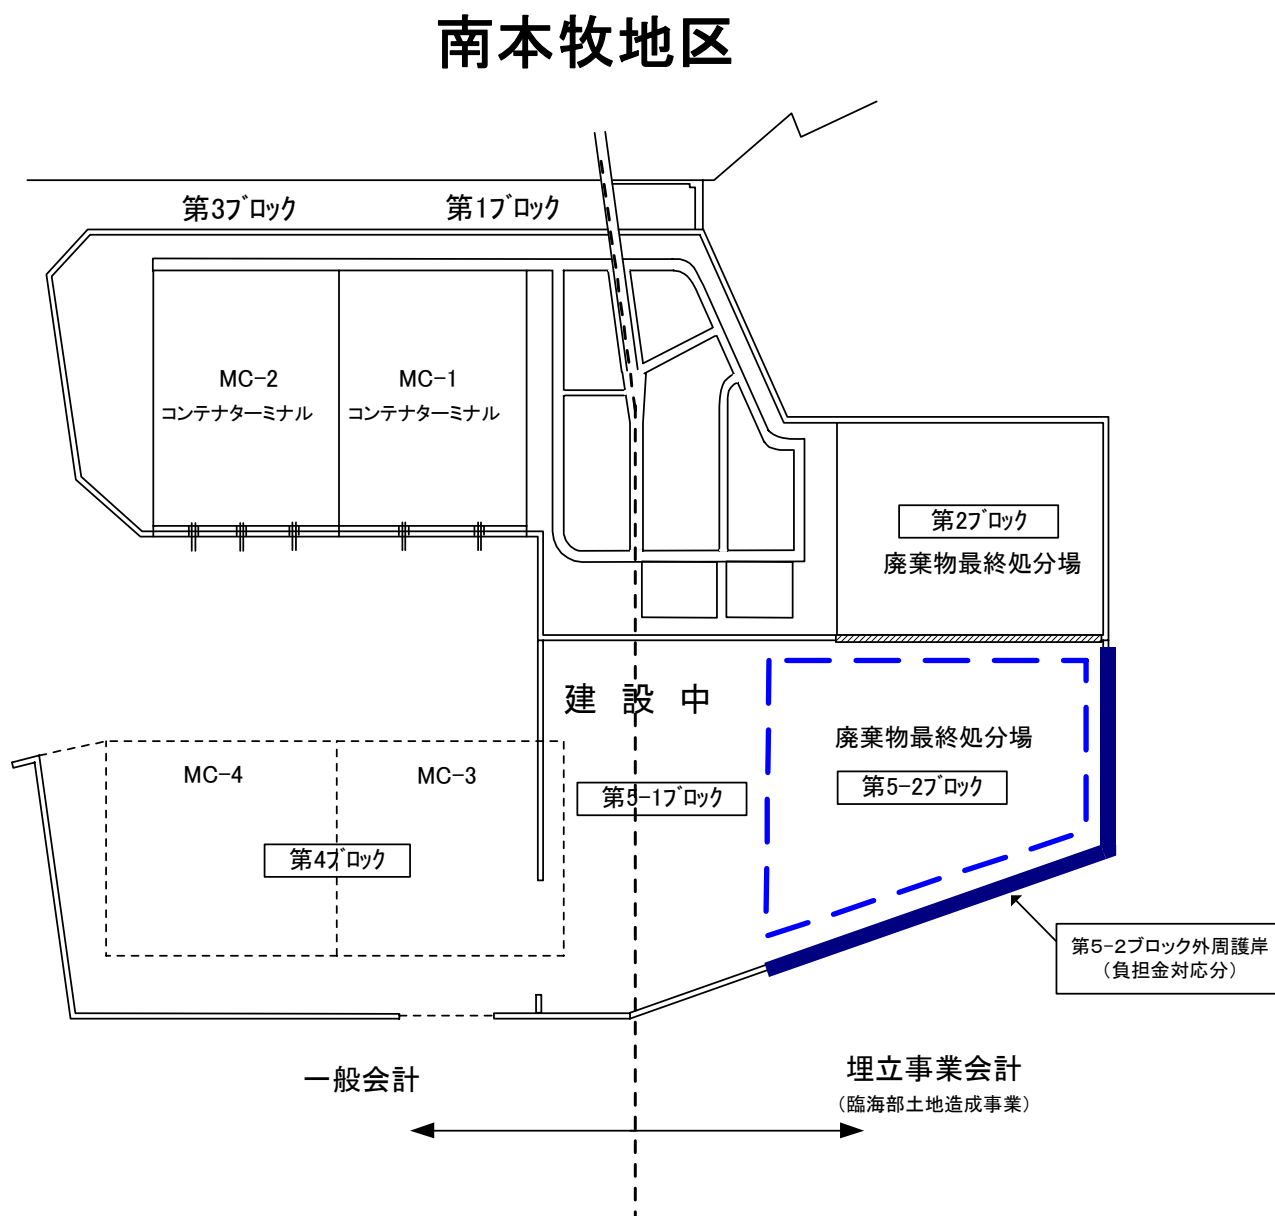 南本牧地区
第3ブロック
第1ブロック
MC-2
コンテナターミナル
MC-1
コンテナターミナル
第2ブロック
廃棄物最終処分場
建設中
廃棄物最終処分場
第5-2ブロック
MC-4
MC-3
第5-1ブロック
第4ブロック
第5-2ブロック外周護岸
（負担金対応分）
一般会計
埋立事業会計
（臨海部土地造成事業）